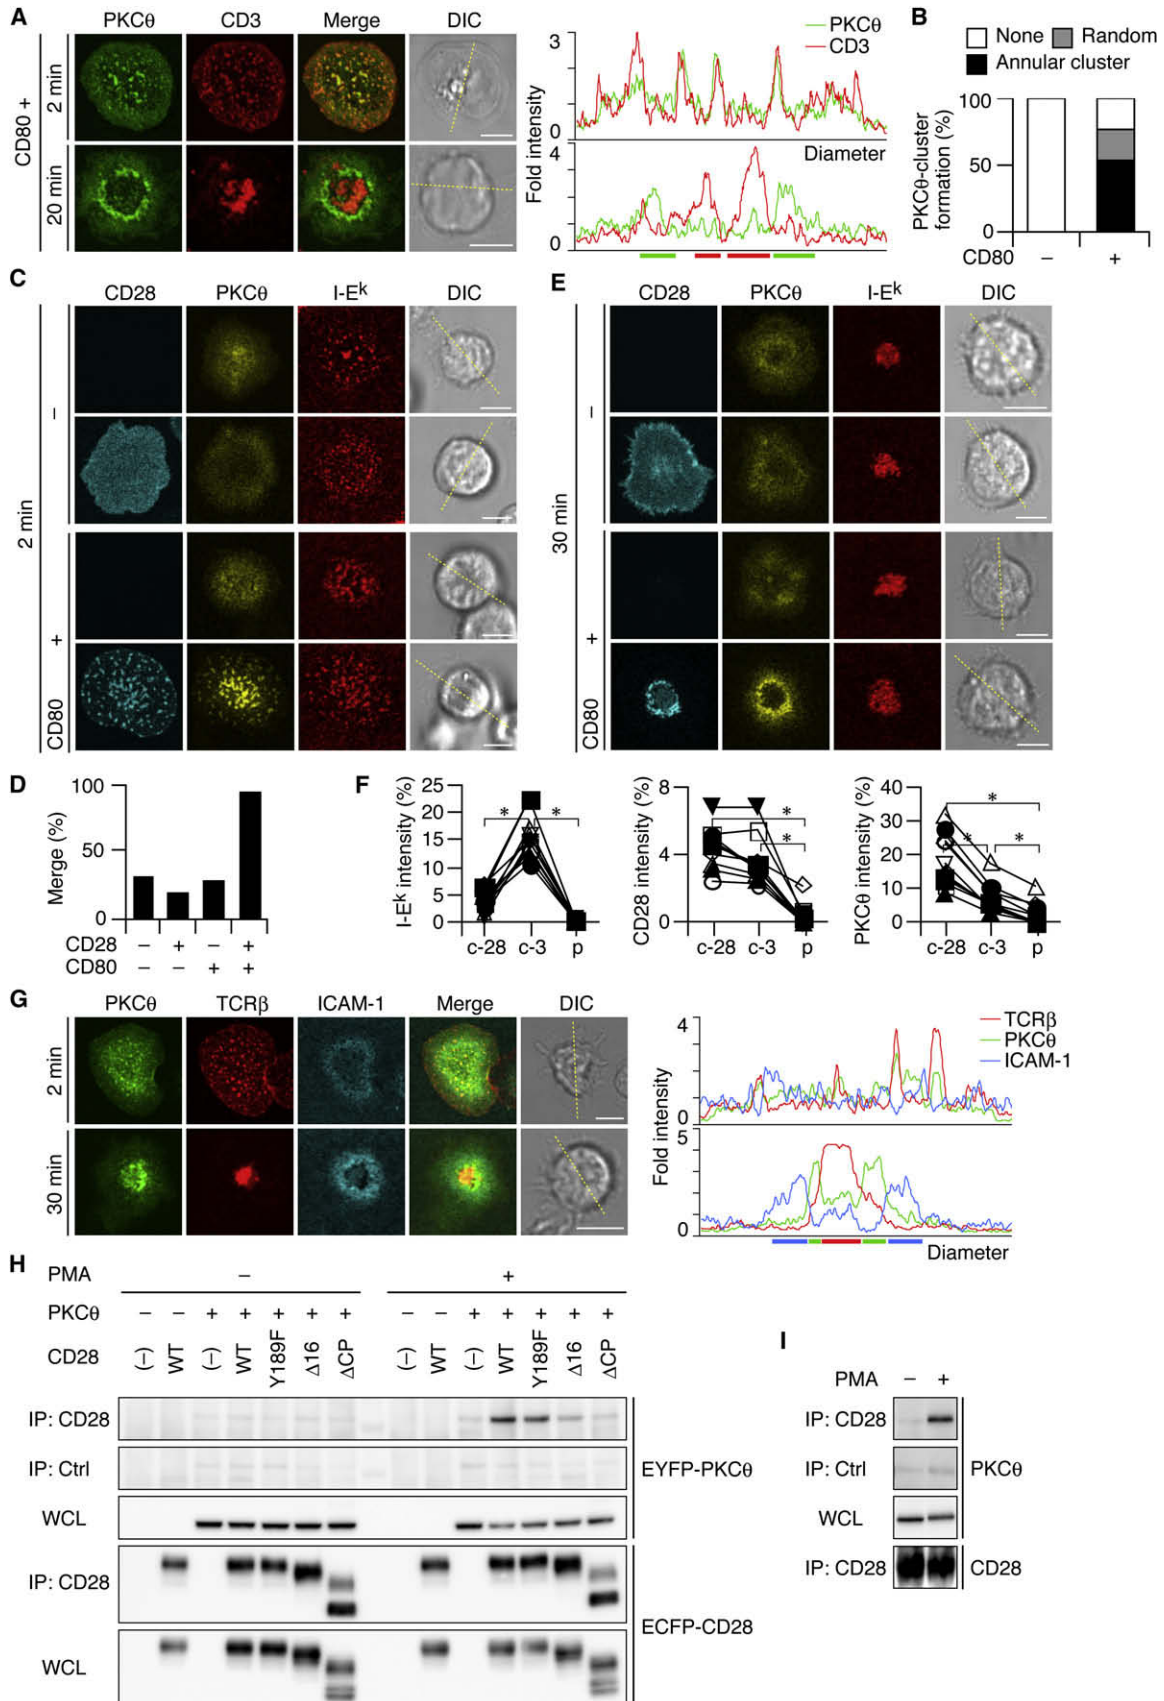 A
PKCθ CD3 Merge DIC
CD80 +
2 min
20 min
Fold intensity
3
0
4
0
Diameter
PKCθ
CD3
B
None Random
Annular cluster
PKCθ-cluster
formation (%)
100
50
0
CD80 – +
C
CD28 PKCθ I-Eᵏ DIC
2 min
–
+
CD80
E
CD28 PKCθ I-Eᵏ DIC
30 min
–
+
CD80
D
Merge (%)
100
50
0
CD28 – + – +
CD80 – – + +
F
I-Eᵏ intensity (%)
25
20
15
10
5
0
* *
c-28 c-3 p
CD28 intensity (%)
8
4
0
*
*
c-28 c-3 p
PKCθ intensity (%)
40
30
20
10
0
*
* *
c-28 c-3 p
G
PKCθ TCRβ ICAM-1 Merge DIC
2 min
30 min
Fold intensity
4
0
5
0
Diameter
TCRβ
PKCθ
ICAM-1
H
PMA – +
PKCθ – – + + + + + – – + + + + +
CD28 (–) WT (–) WT Y189F Δ16 ΔCP (–) WT (–) WT Y189F Δ16 ΔCP
IP: CD28
IP: Ctrl
WCL
EYFP-PKCθ
IP: CD28
WCL
ECFP-CD28
I
PMA – +
IP: CD28
IP: Ctrl
WCL
PKCθ
IP: CD28 CD28